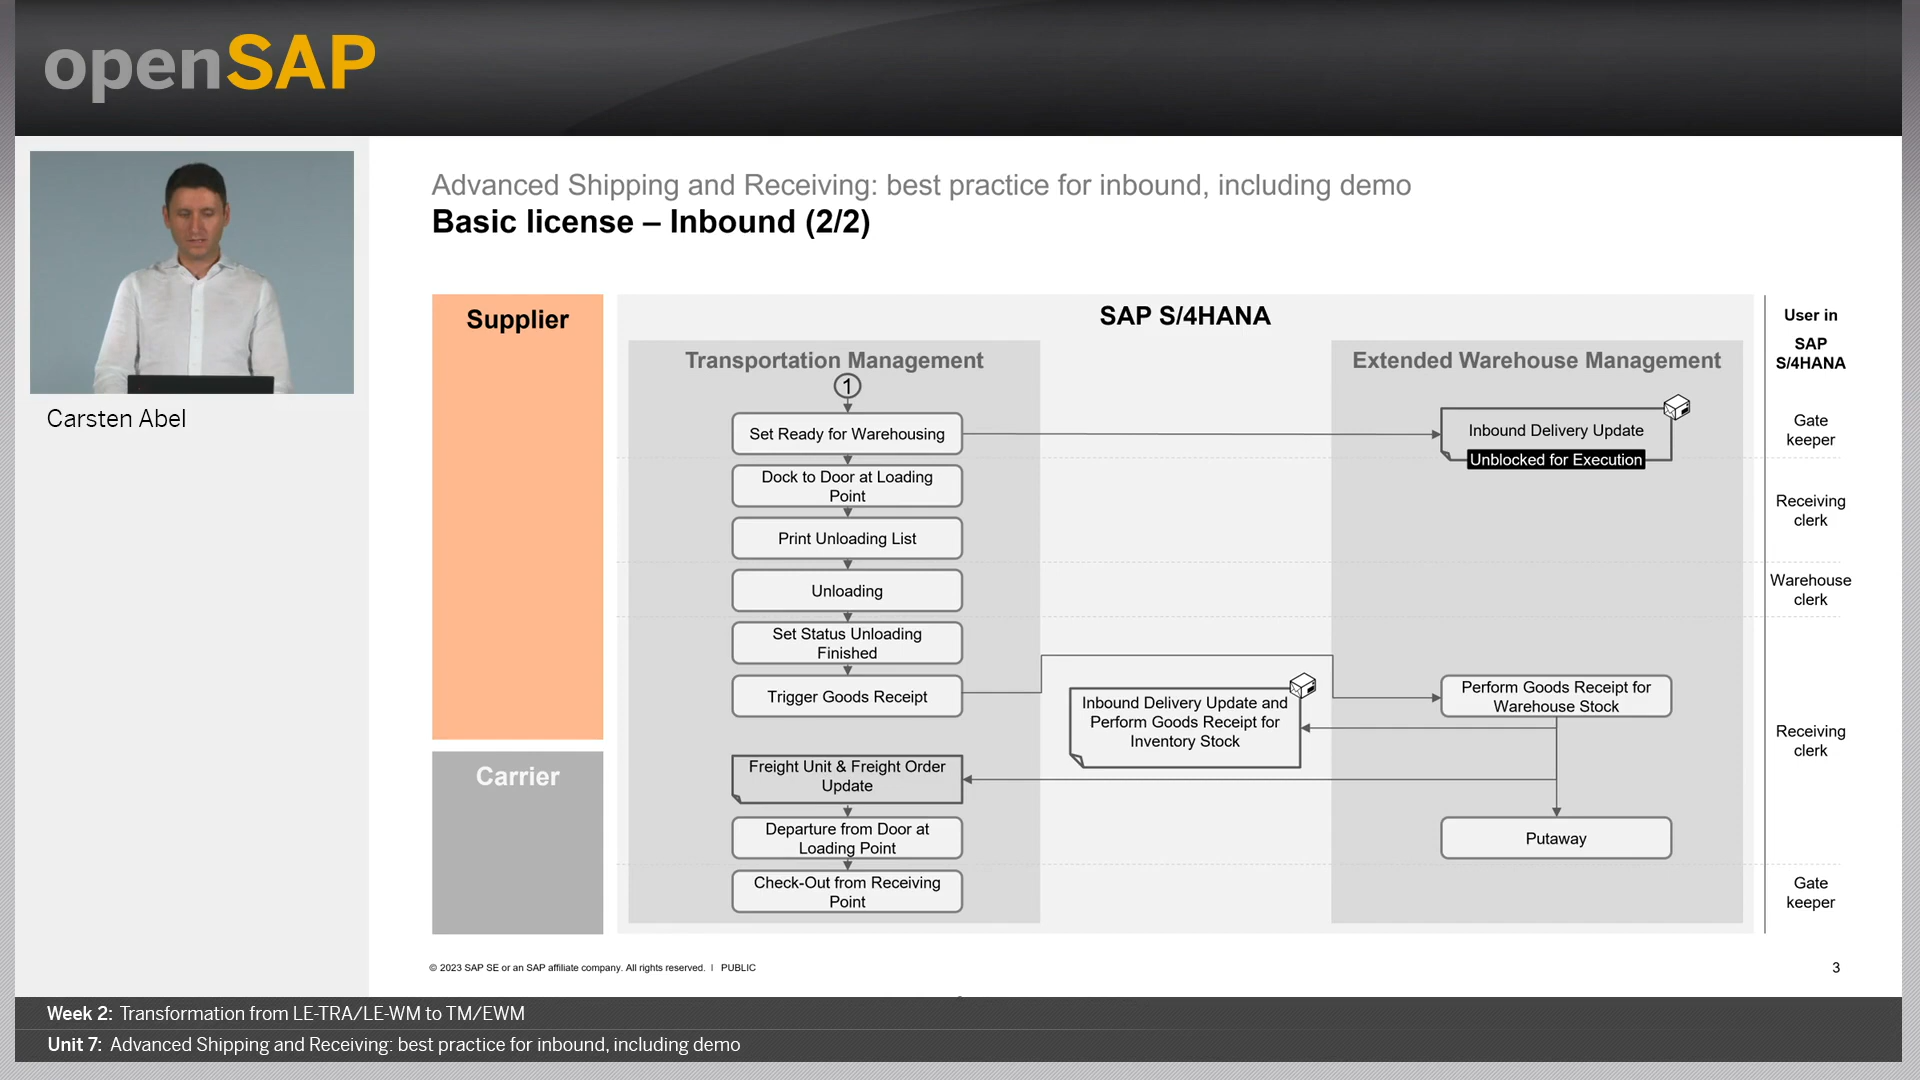 openSAP
Carsten Abel
Advanced Shipping and Receiving: best practice for inbound, including demo
Basic license – Inbound (2/2)
Supplier
Carrier
SAP S/4HANA
Transportation Management
1
Set Ready for Warehousing
Dock to Door at Loading
Point
Print Unloading List
Unloading
Set Status Unloading
Finished
Trigger Goods Receipt
Freight Unit & Freight Order
Update
Departure from Door at
Loading Point
Check-Out from Receiving
Point
Inbound Delivery Update and
Perform Goods Receipt for
Inventory Stock
Extended Warehouse Management
Inbound Delivery Update
Unblocked for Execution
Perform Goods Receipt for
Warehouse Stock
Putaway
User in
SAP
S/4HANA
Gate
keeper
Receiving
clerk
Warehouse
clerk
Receiving
clerk
Gate
keeper
© 2023 SAP SE or an SAP affiliate company. All rights reserved. | PUBLIC
3
Week 2: Transformation from LE-TRA/LE-WM to TM/EWM
Unit 7: Advanced Shipping and Receiving: best practice for inbound, including demo